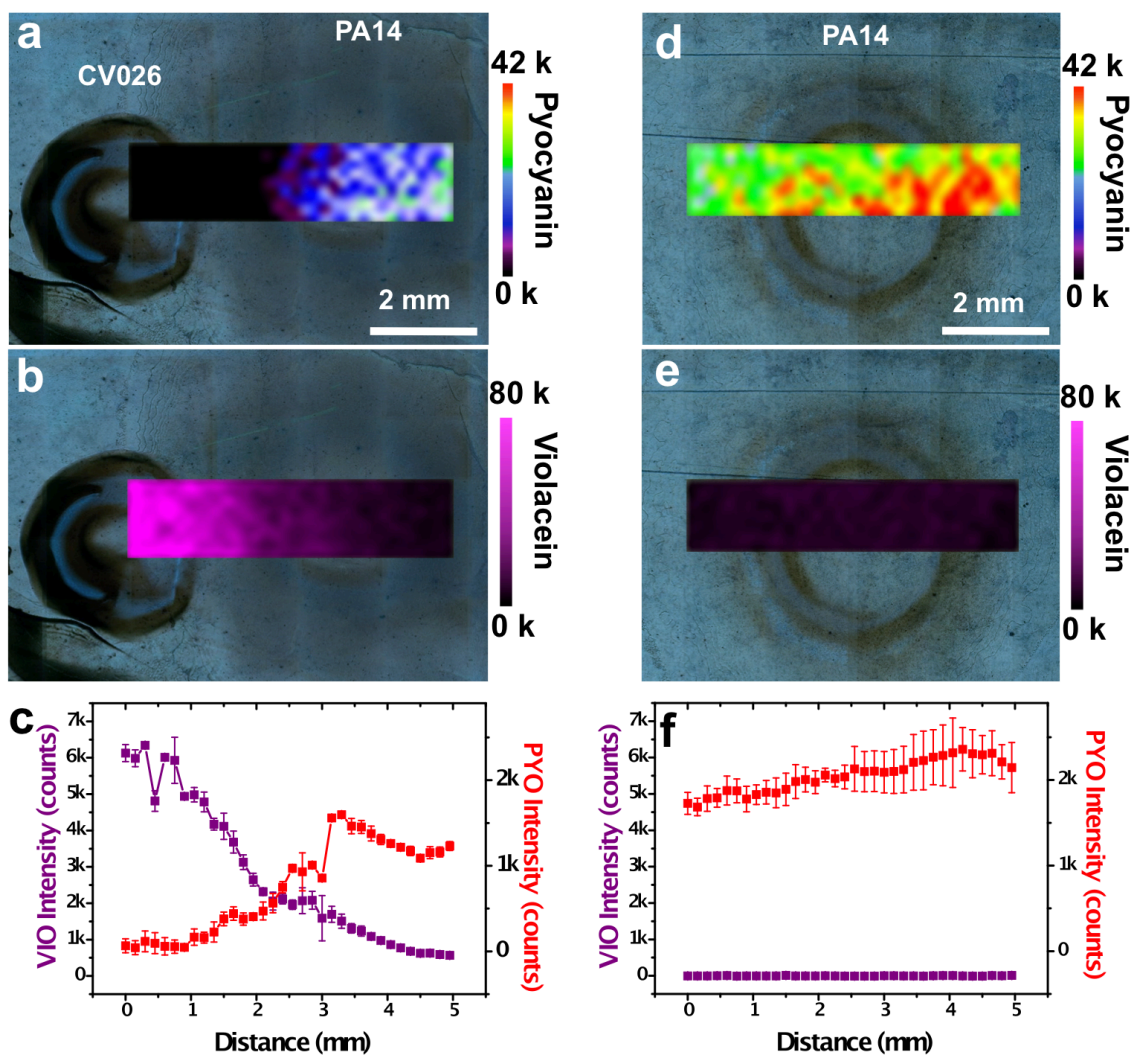 a
CV026
PA14
42 k
Pyocyanin
0 k
2 mm
d
PA14
42 k
Pyocyanin
0 k
2 mm
b
80 k
Violacein
0 k
e
80 k
Violacein
0 k
c
VIO Intensity (counts)
7k
6k
5k
4k
3k
2k
1k
0
2k
1k
0
PYO Intensity (counts)
0 1 2 3 4 5
Distance (mm)
f
VIO Intensity (counts)
7k
6k
5k
4k
3k
2k
1k
0
2k
1k
0
PYO Intensity (counts)
0 1 2 3 4 5
Distance (mm)